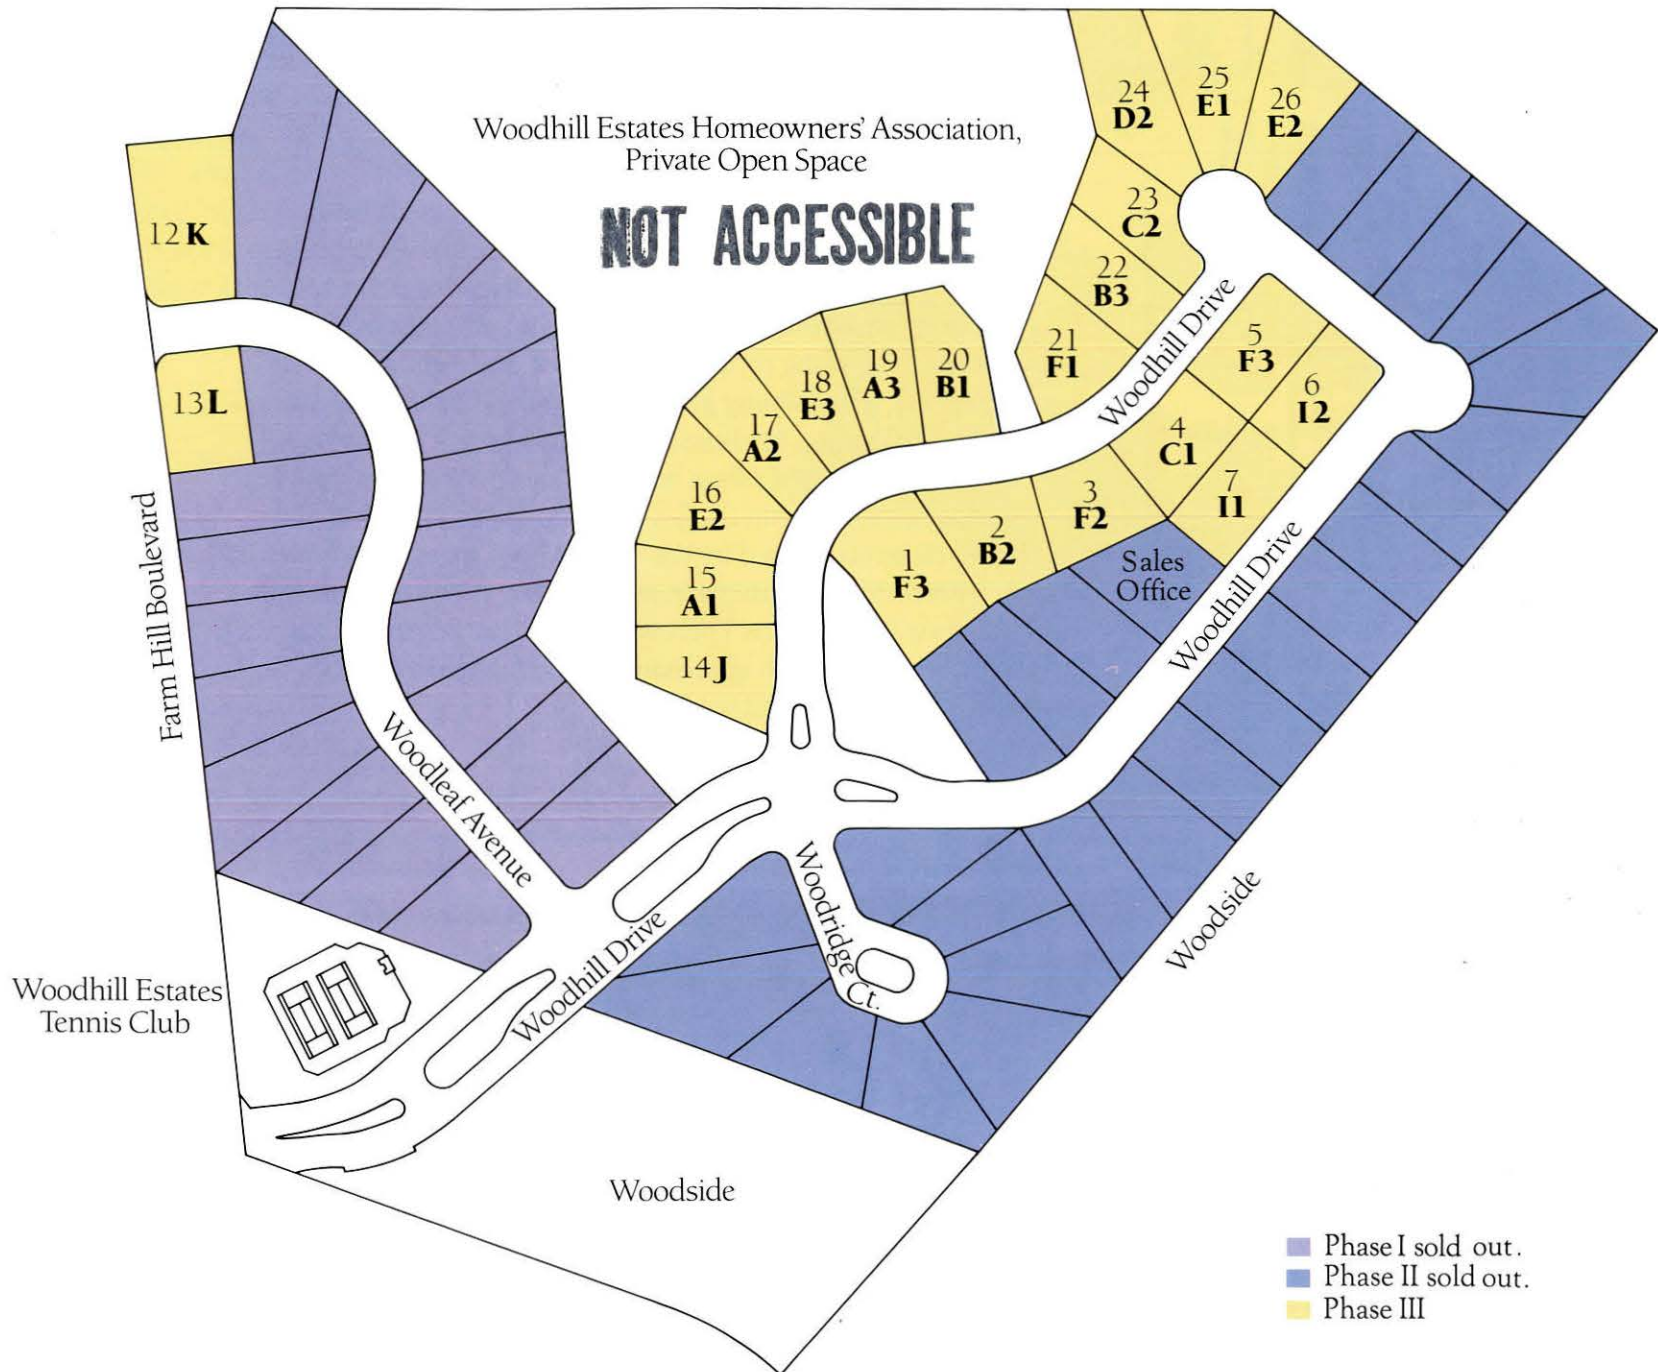 Woodhill Estates Homeowners' Association,
Private Open Space
NOT ACCESSIBLE
24
D2
25
E1
26
E2
23
C2
22
B3
21
F1
12 K
13 L
20
B1
19
A3
18
E3
17
A2
16
E2
15
A1
14 J
5
F3
6
I2
4
C1
7
I1
3
F2
2
B2
1
F3
Sales
Office
Woodhill Drive
Woodhill Drive
Farm Hill Boulevard
Woodleaf Avenue
Woodridge Ct.
Woodhill Drive
Woodside
Woodhill Estates
Tennis Club
Woodside
Phase I sold out.
Phase II sold out.
Phase III